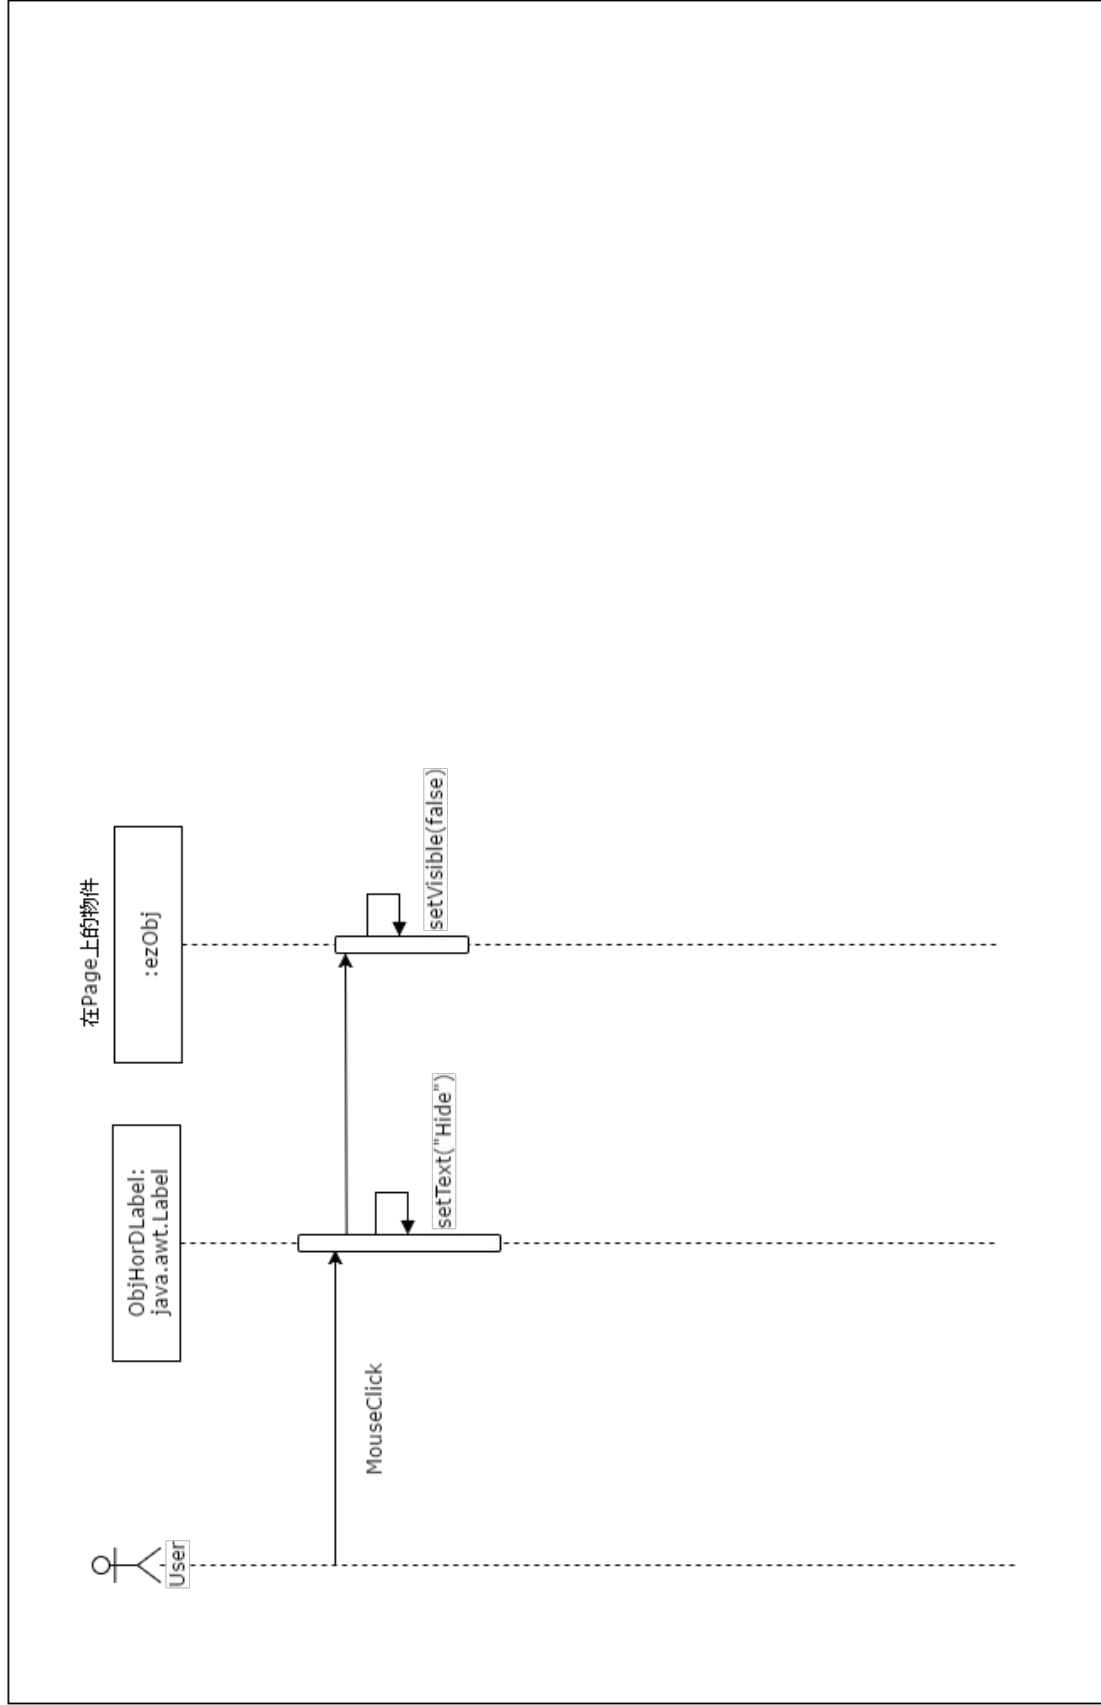 在Page上的物件
User
ObjHorDLabel:
java.awt.Label
:ezObj
MouseClick
setText("Hide")
setVisible(false)